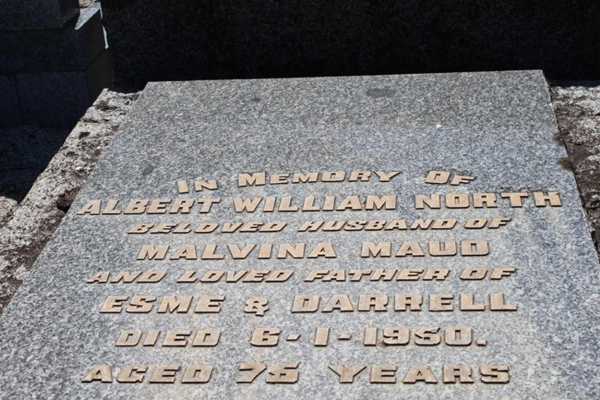 IN MEMORY OF
ALBERT WILLIAM NORTH
BELOVED HUSBAND OF
MALVINA MAUD
AND LOVED FATHER OF
ESME & DARRELL
DIED 6-1-1950.
AGED 75 YEARS